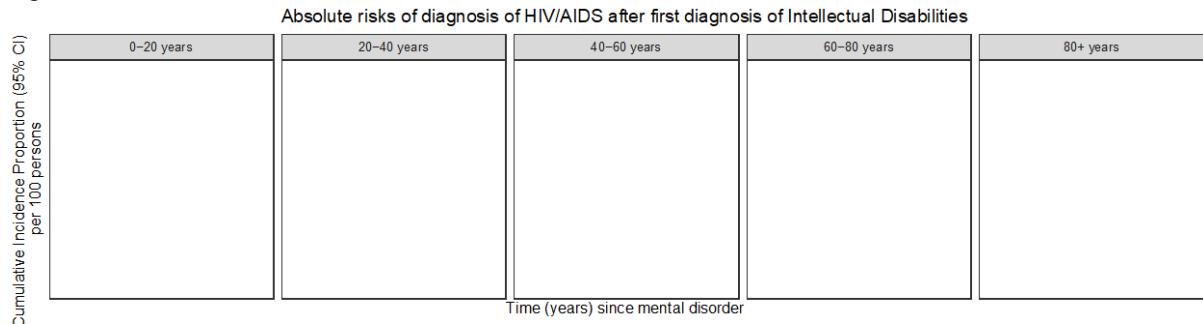 Absolute risks of diagnosis of HIV/AIDS after first diagnosis of Intellectual Disabilities
Cumulative Incidence Proportion (95% CI)
per 100 persons
0−20 years
20−40 years
40−60 years
60−80 years
80+ years
Time (years) since mental disorder